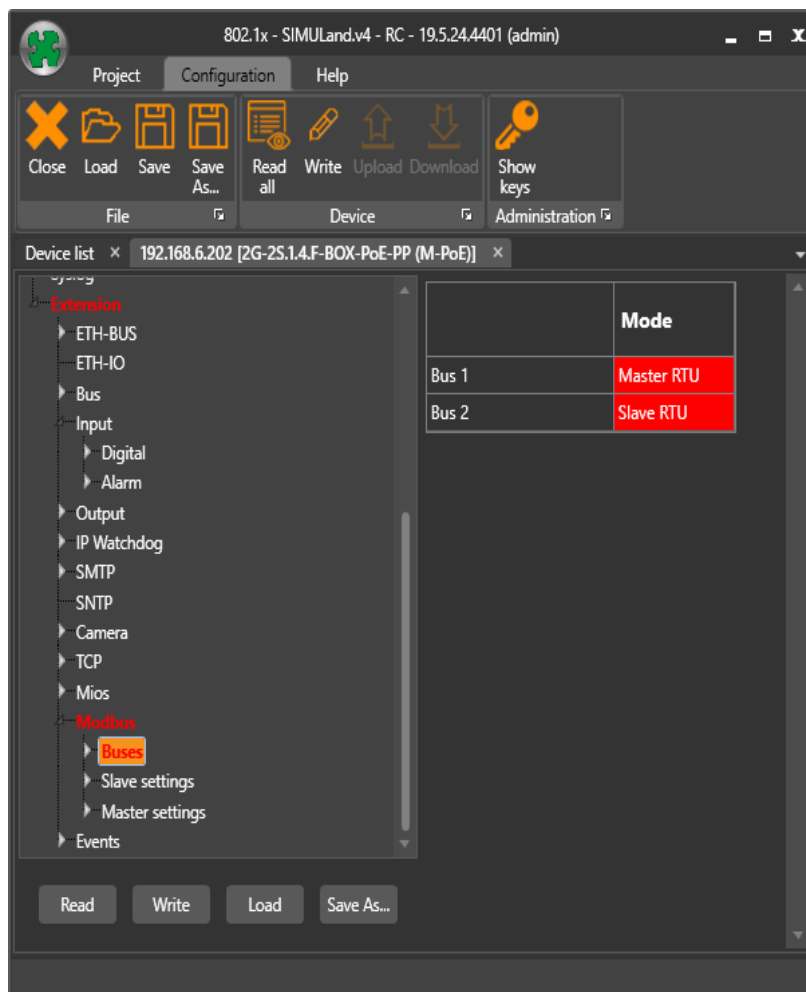 802.1x - SIMULand.v4 - RC - 19.5.24.4401 (admin)
Project Configuration Help
Close Load Save Save As... Read all Write Upload Download Show keys
File Device Administration
Device list × 192.168.6.202 [2G-2S.1.4.F-BOX-PoE-PP (M-PoE)] ×
Syslog
Extension
ETH-BUS
ETH-IO
Bus
Input
Digital
Alarm
Output
IP Watchdog
SMTP
SNTP
Camera
TCP
Mios
Modbus
Buses
Slave settings
Master settings
Events
Mode
Bus 1 Master RTU
Bus 2 Slave RTU
Read Write Load Save As...